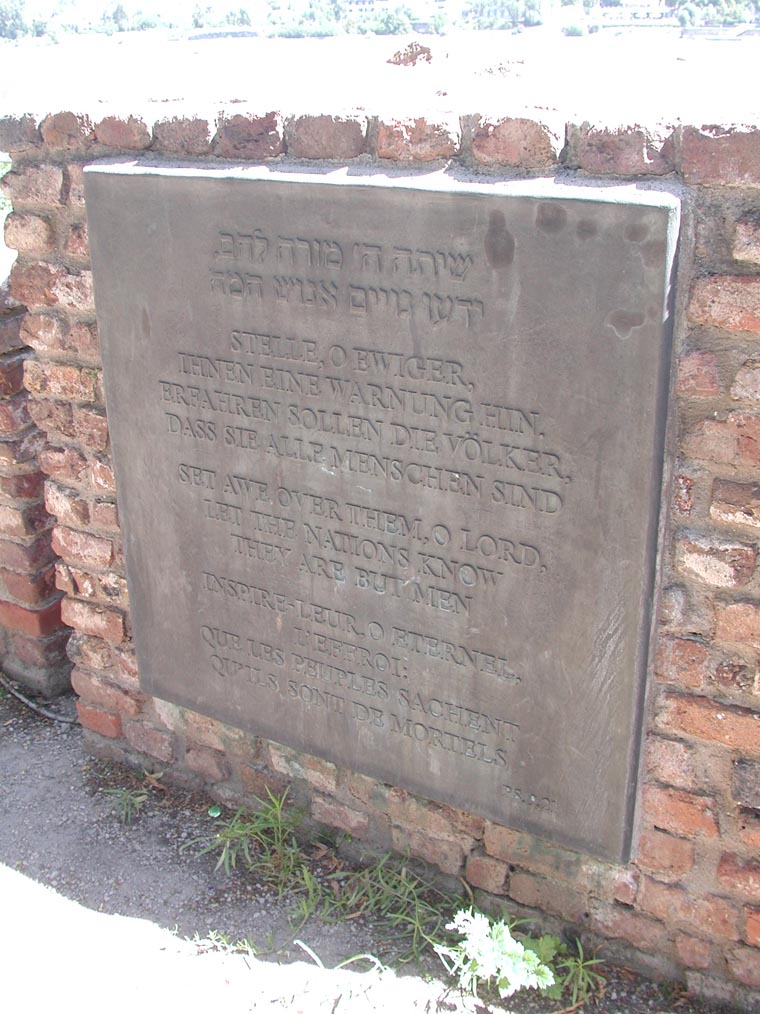 שיתה ה׳ מורה להם,
ידעו גויים אנוש המה
STELLE, O EWIGER,
IHNEN EINE WARNUNG HIN.
ERFAHREN SOLLEN DIE VÖLKER,
DASS SIE ALLE MENSCHEN SIND
SET AWE OVER THEM, O LORD,
LET THE NATIONS KNOW
THEY ARE BUT MEN
INSPIRE-LEUR, O ETERNEL,
L'EFFROI:
QUE LES PEUPLES SACHENT
QU'ILS SONT DE MORTELS
PS. 9.21